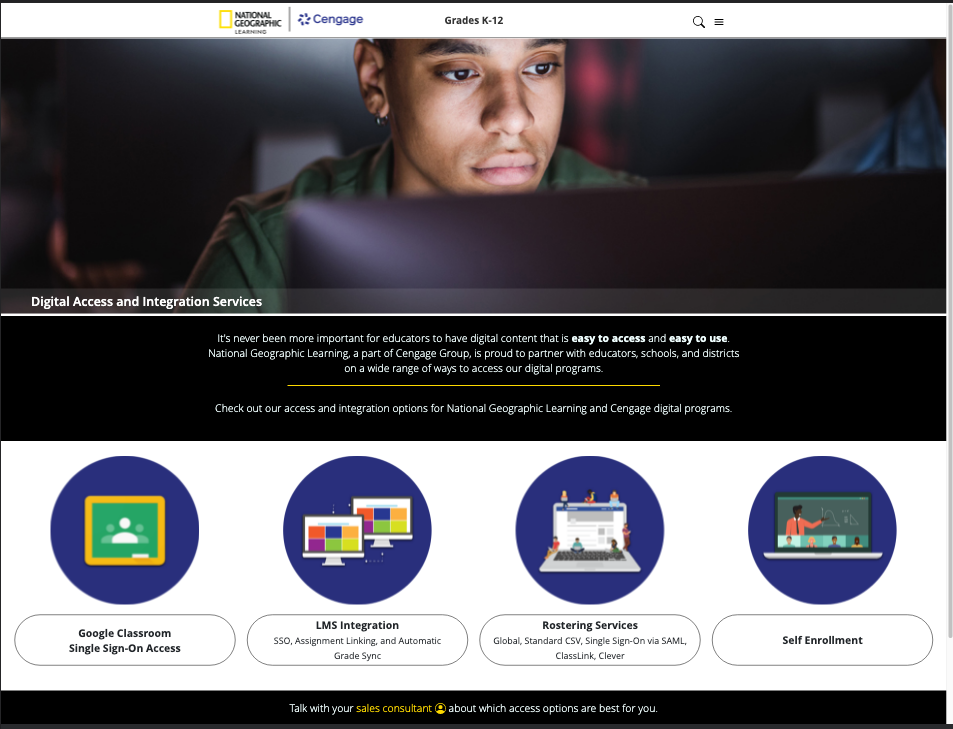 NATIONAL
GEOGRAPHIC
LEARNING
Cengage
Grades K-12
Digital Access and Integration Services
It's never been more important for educators to have digital content that is easy to access and easy to use.
National Geographic Learning, a part of Cengage Group, is proud to partner with educators, schools, and districts
on a wide range of ways to access our digital programs.
Check out our access and integration options for National Geographic Learning and Cengage digital programs.
Google Classroom
Single Sign-On Access
LMS Integration
SSO, Assignment Linking, and Automatic
Grade Sync
Rostering Services
Global, Standard CSV, Single Sign-On via SAML,
ClassLink, Clever
Self Enrollment
Talk with your sales consultant about which access options are best for you.